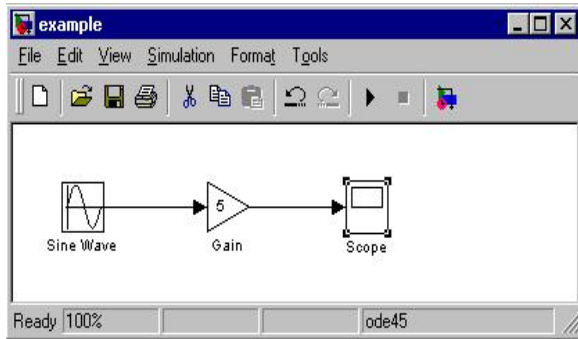 example
File Edit View Simulation Format Tools
5
Sine Wave Gain Scope
Ready 100% ode45